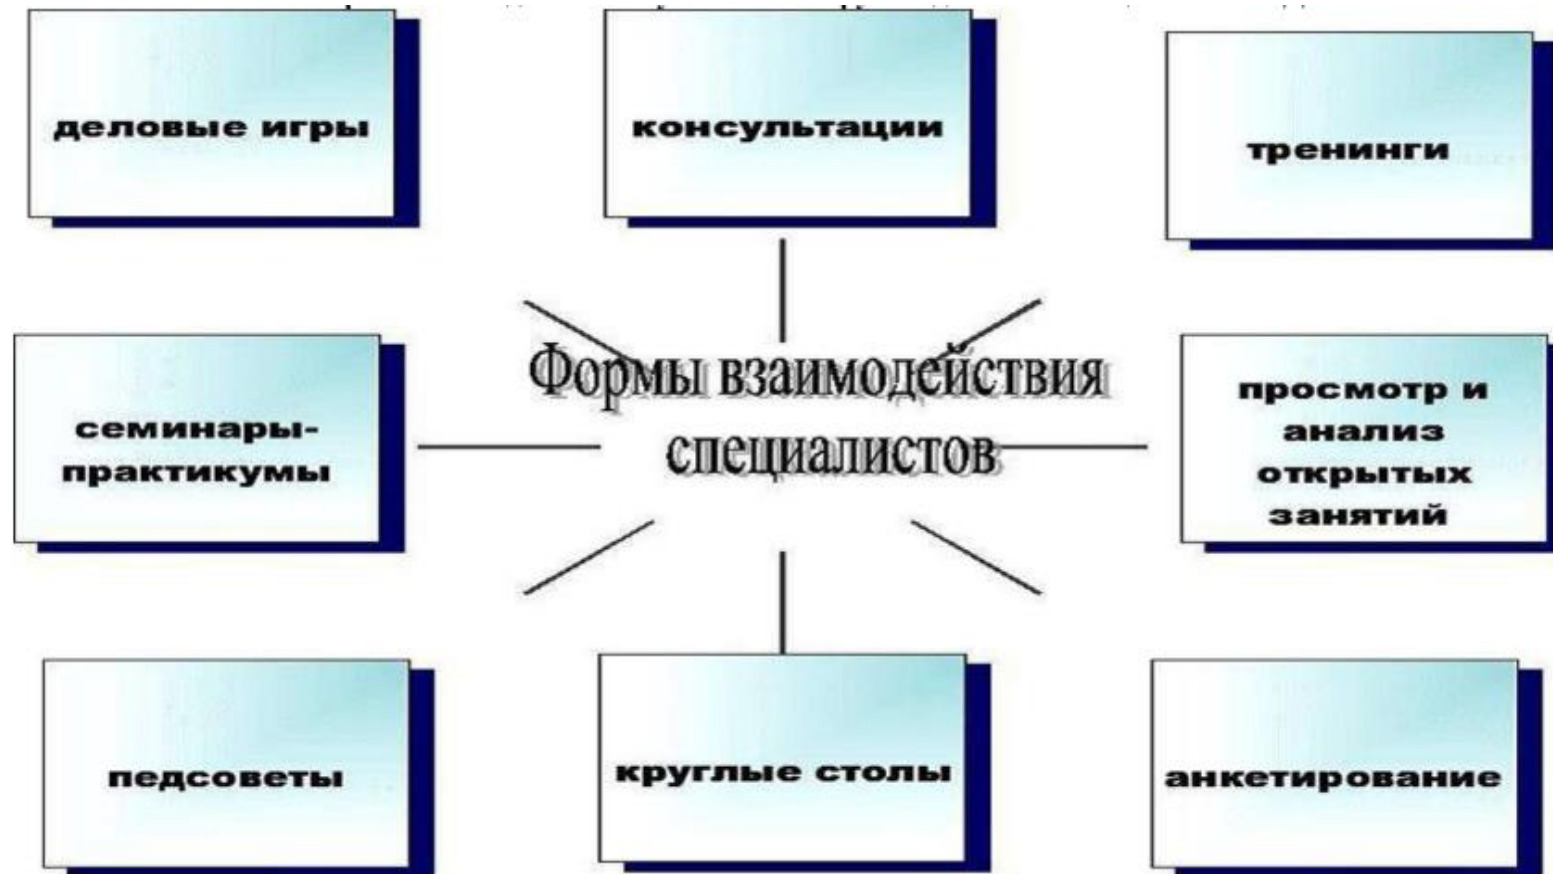 деловые игры
консультации
тренинги
Формы взаимодействия
специалистов
семинары-
практикумы
просмотр и
анализ
открытых
занятий
педсоветы
круглые столы
анкетирование